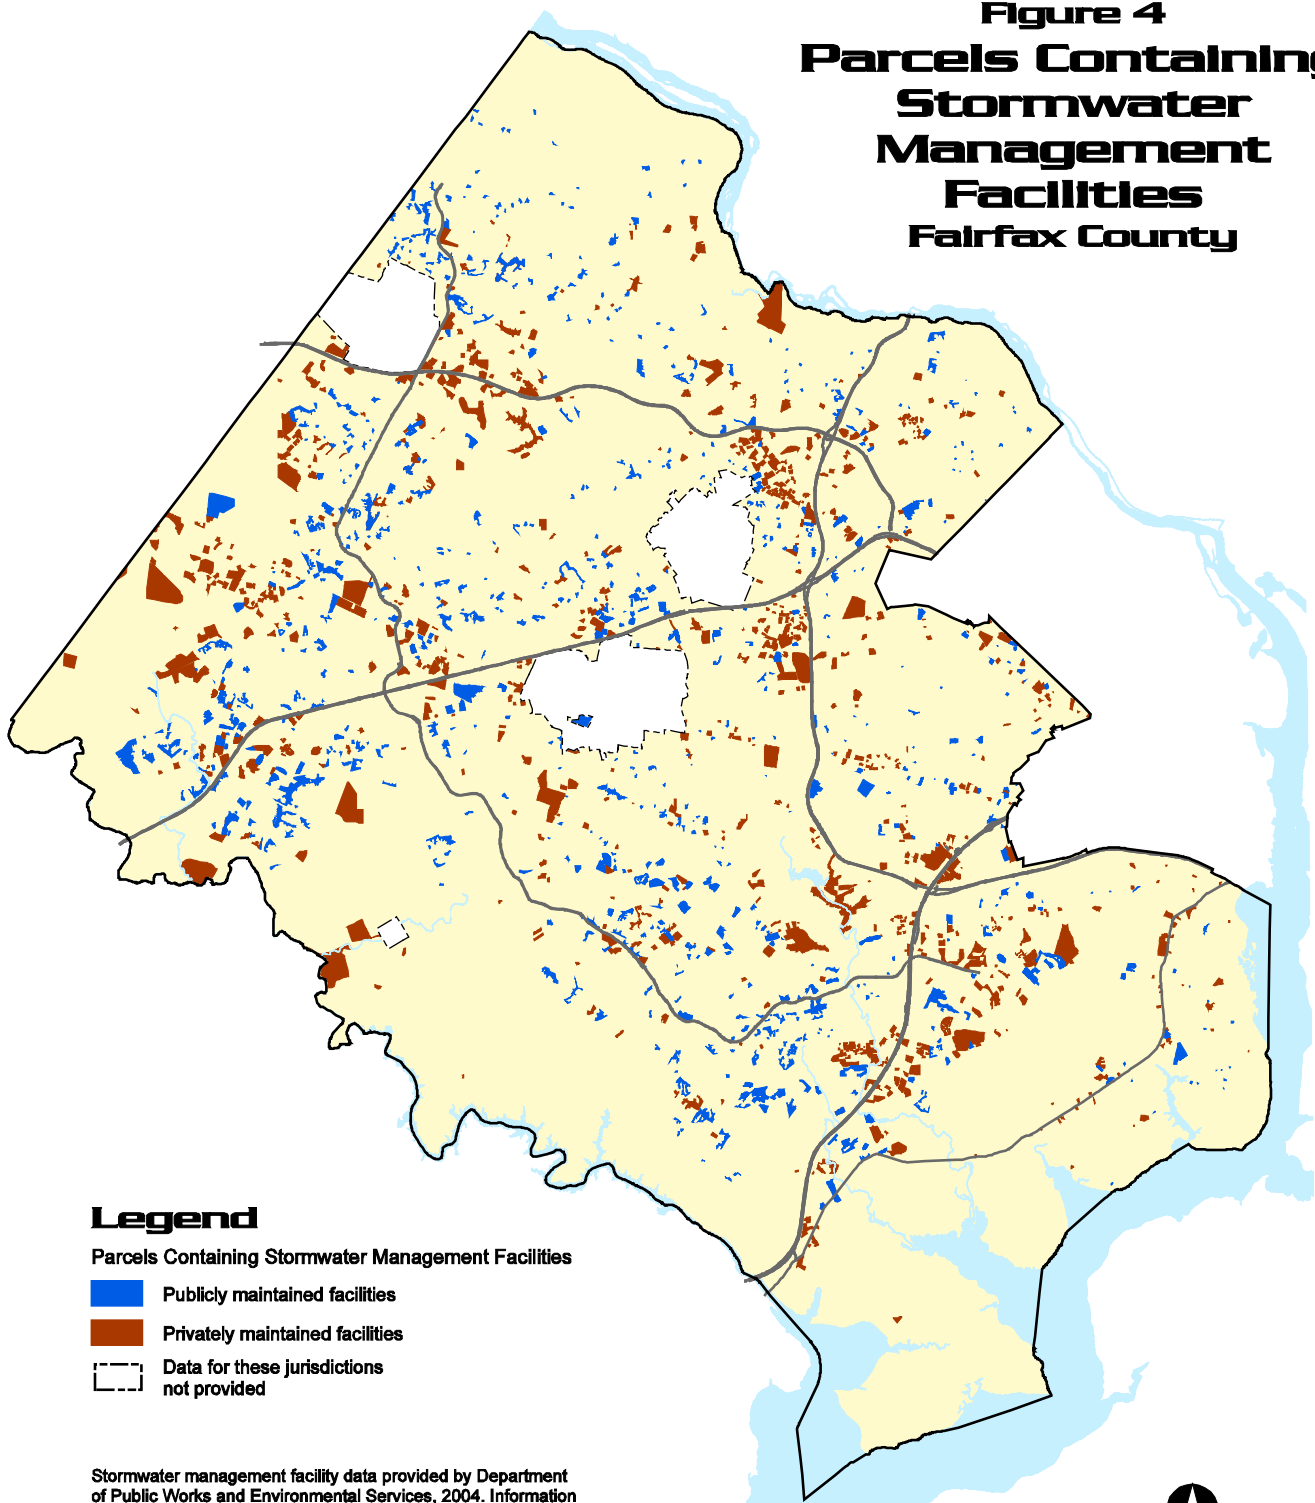 Figure 4
Parcels Containing
Stormwater
Management
Facilities
Fairfax County
Legend
Parcels Containing Stormwater Management Facilities
Publicly maintained facilities
Privately maintained facilities
Data for these jurisdictions
not provided
Stormwater management facility data provided by Department
of Public Works and Environmental Services, 2004. Information